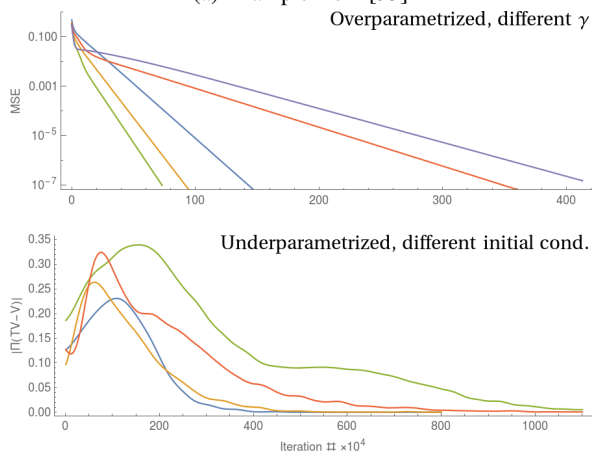 Overparametrized, different γ
0.100
0.001
10⁻⁵
10⁻⁷
MSE
0 100 200 300 400
Underparametrized, different initial cond.
0.35
0.30
0.25
0.20
0.15
0.10
0.05
0.00
|Π(TV-V)|
0 200 400 600 800 1000
Iteration # ×10⁴